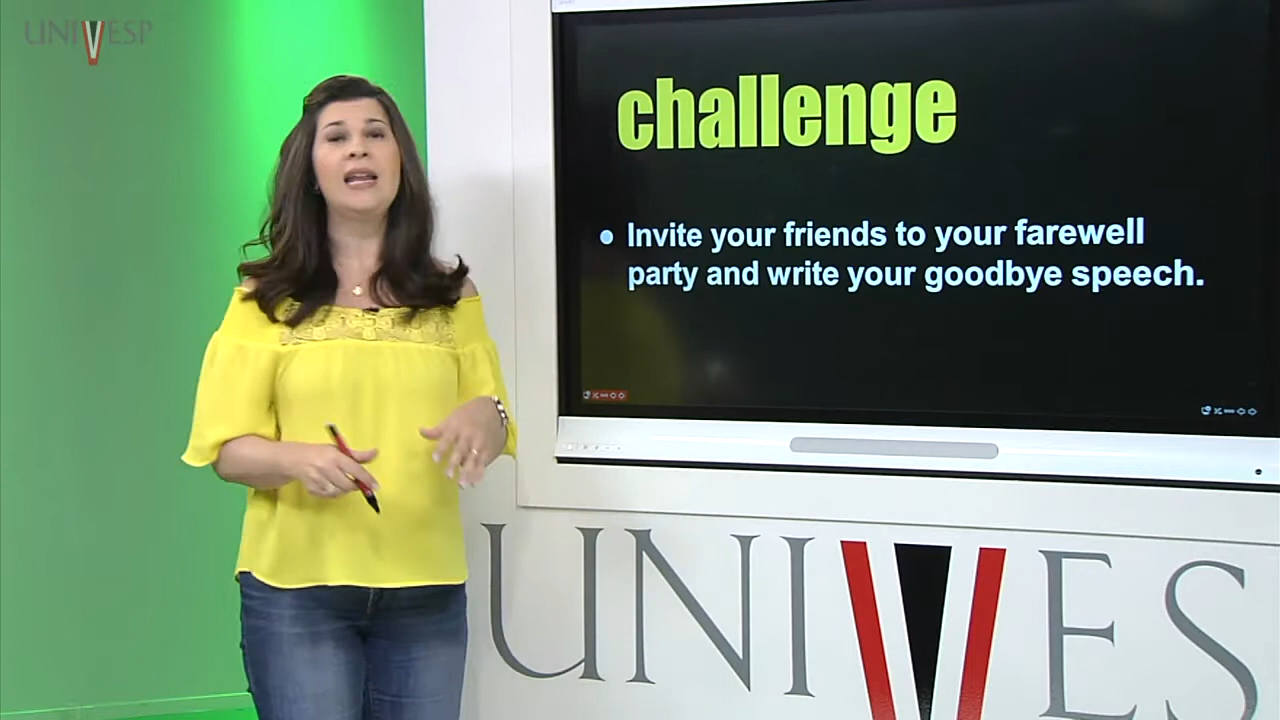 UNIVESP
challenge
• Invite your friends to your farewell
party and write your goodbye speech.
UNIVES